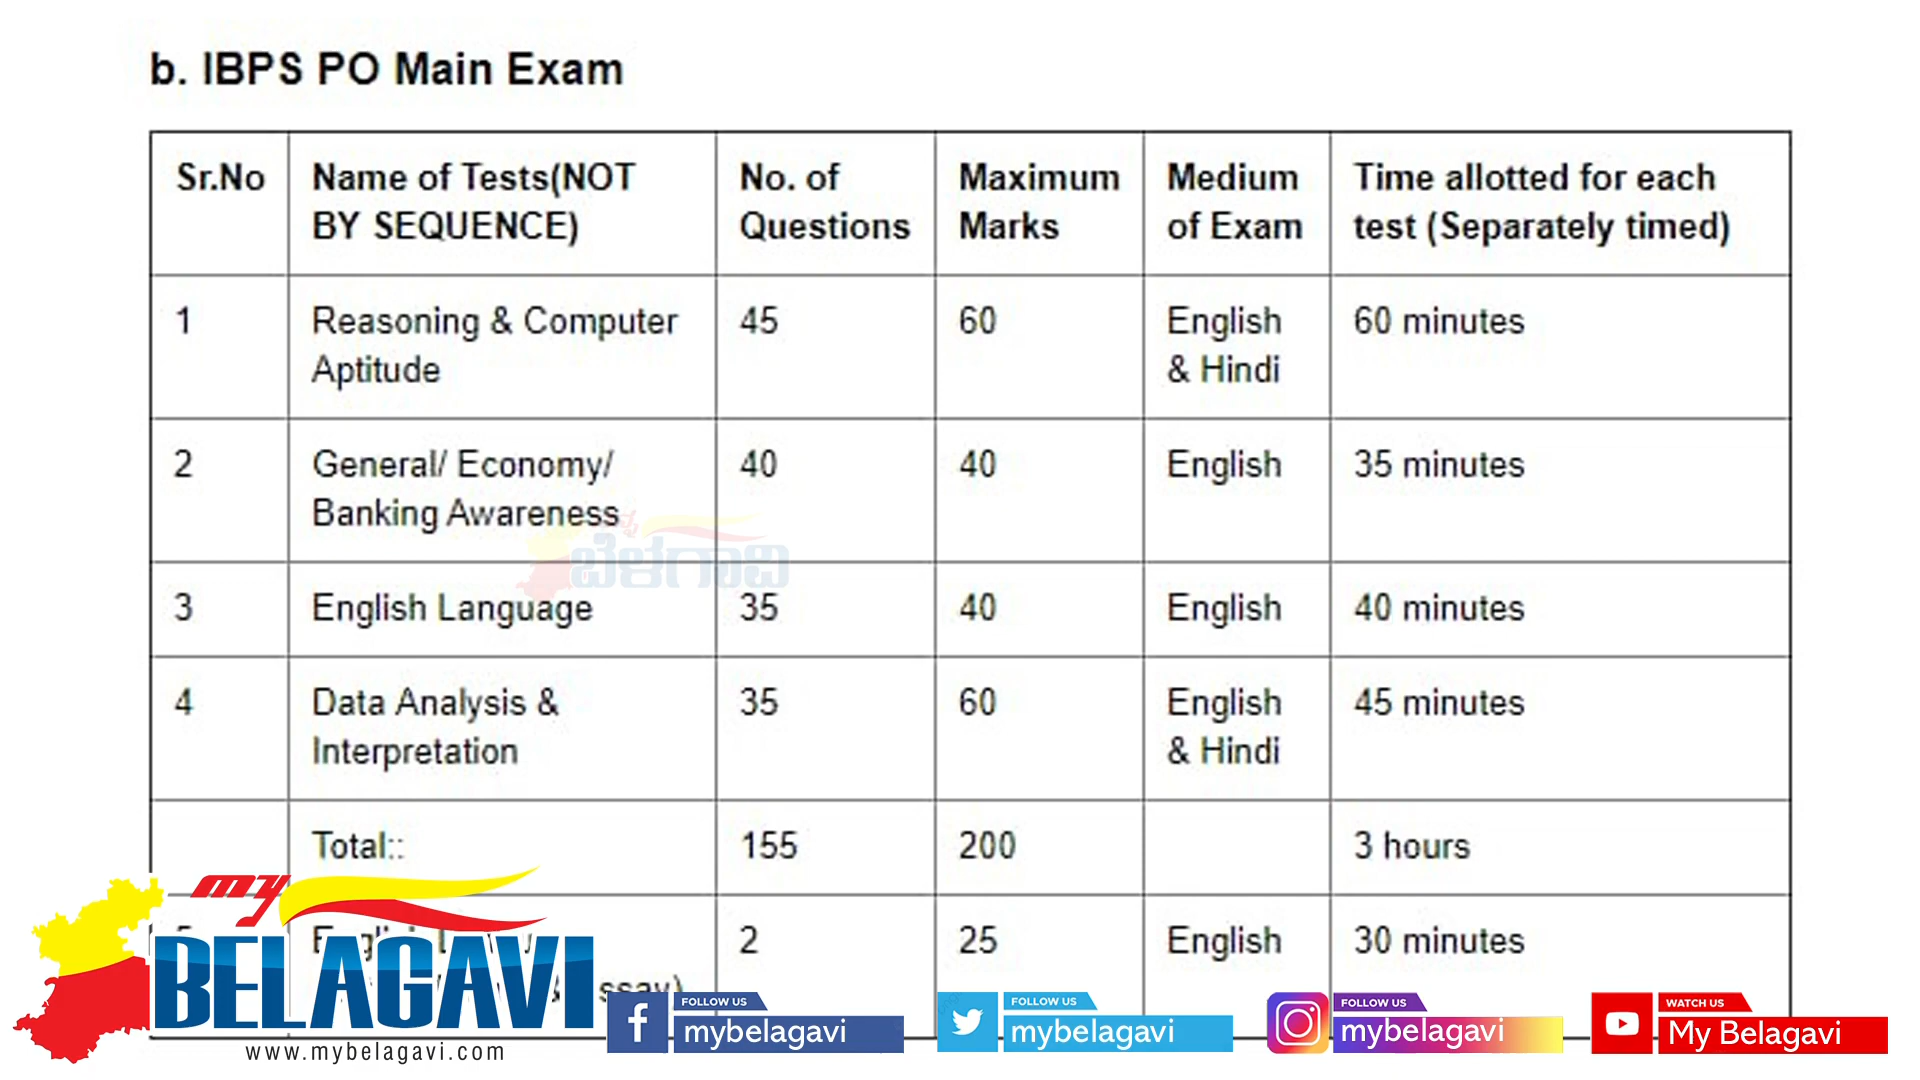 b. IBPS PO Main Exam
Sr.No Name of Tests(NOT BY SEQUENCE) No. of Questions Maximum Marks Medium of Exam Time allotted for each test (Separately timed)
1 Reasoning & Computer Aptitude 45 60 English & Hindi 60 minutes
2 General/ Economy/ Banking Awareness 40 40 English 35 minutes
ಬೆಳಗಾವಿ
3 English Language 35 40 English 40 minutes
4 Data Analysis & Interpretation 35 60 English & Hindi 45 minutes
Total:: 155 200 3 hours
2 25 English 30 minutes
my
BELAGAVI
www.mybelagavi.com
FOLLOW US
mybelagavi
FOLLOW US
mybelagavi
FOLLOW US
mybelagavi
WATCH US
My Belagavi